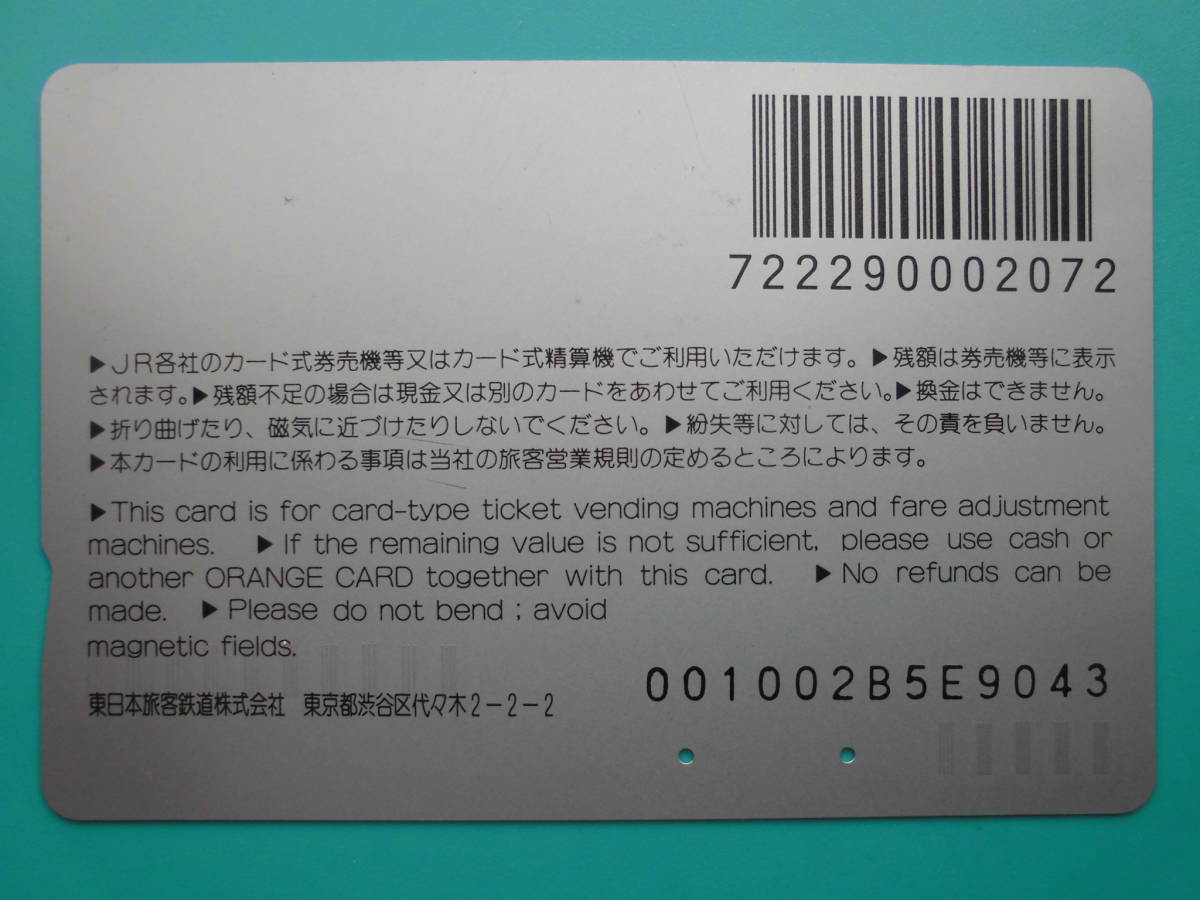 722290002072
▶JR各社のカード式券売機等又はカード式精算機でご利用いただけます。▶残額は券売機等に表示
されます。▶残額不足の場合は現金又は別のカードをあわせてご利用ください。▶換金はできません。
▶折り曲げたり、磁気に近づけたりしないでください。▶紛失等に対しては、その責を負いません。
▶本カードの利用に係わる事項は当社の旅客営業規則の定めるところによります。
▶This card is for card-type ticket vending machines and fare adjustment
machines. ▶If the remaining value is not sufficient, please use cash or
another ORANGE CARD together with this card. ▶No refunds can be
made. ▶Please do not bend ; avoid
magnetic fields.
001002B5E9043
東日本旅客鉄道株式会社 東京都渋谷区代々木2-2-2